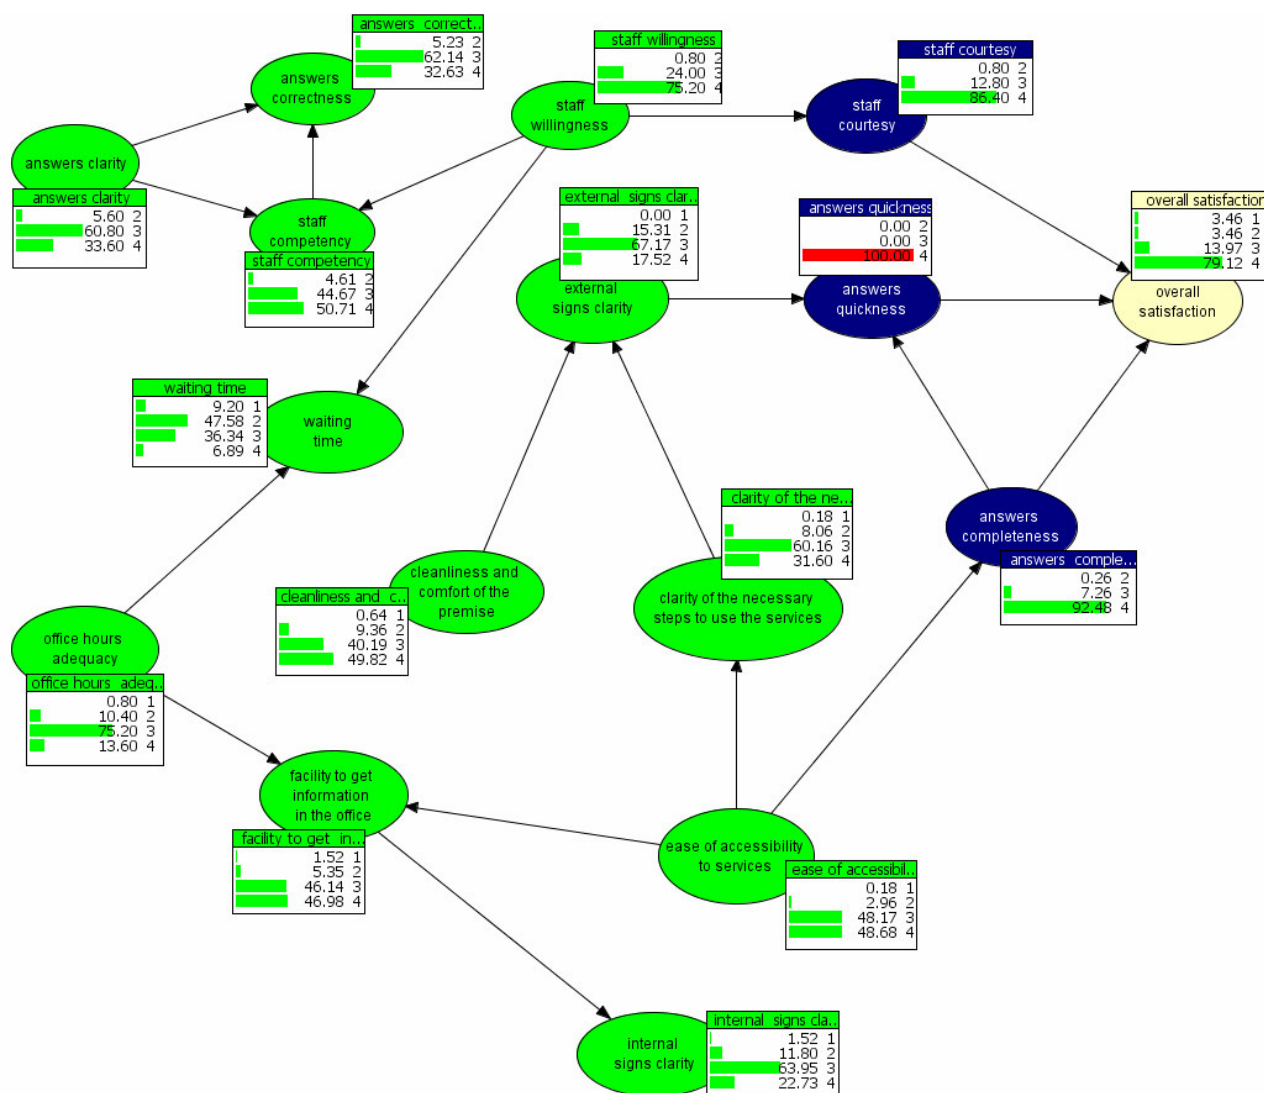 answers correct...
5.23 2
62.14 3
32.63 4
answers
correctness
staff willingness
0.80 2
24.00 3
75.20 4
staff
willingness
staff courtesy
0.80 2
12.80 3
86.40 4
staff
courtesy
answers clarity
answers clarity
5.60 2
60.80 3
33.60 4
staff
competency
staff competency
4.61 2
44.67 3
50.71 4
external signs clar...
0.00 1
15.31 2
67.17 3
17.52 4
external
signs clarity
answers quickness
0.00 2
0.00 3
100.00 4
answers
quickness
overall satisfaction
3.46 1
3.46 2
13.97 3
79.12 4
overall
satisfaction
waiting time
9.20 1
47.58 2
36.34 3
6.89 4
waiting
time
clarity of the ne...
0.18 1
8.06 2
60.16 3
31.60 4
clarity of the necessary
steps to use the services
answers
completeness
answers comple...
0.26 2
7.26 3
92.48 4
cleanliness and
comfort of the
premise
cleanliness and c...
0.64 1
9.36 2
40.19 3
49.82 4
office hours
adequacy
office hours adeq...
0.80 1
10.40 2
75.20 3
13.60 4
facility to get
information
in the office
facility to get in...
1.52 1
5.35 2
46.14 3
46.98 4
ease of accessibility
to services
ease of accessibil...
0.18 1
2.96 2
48.17 3
48.68 4
internal
signs clarity
internal signs cla...
1.52 1
11.80 2
63.95 3
22.73 4